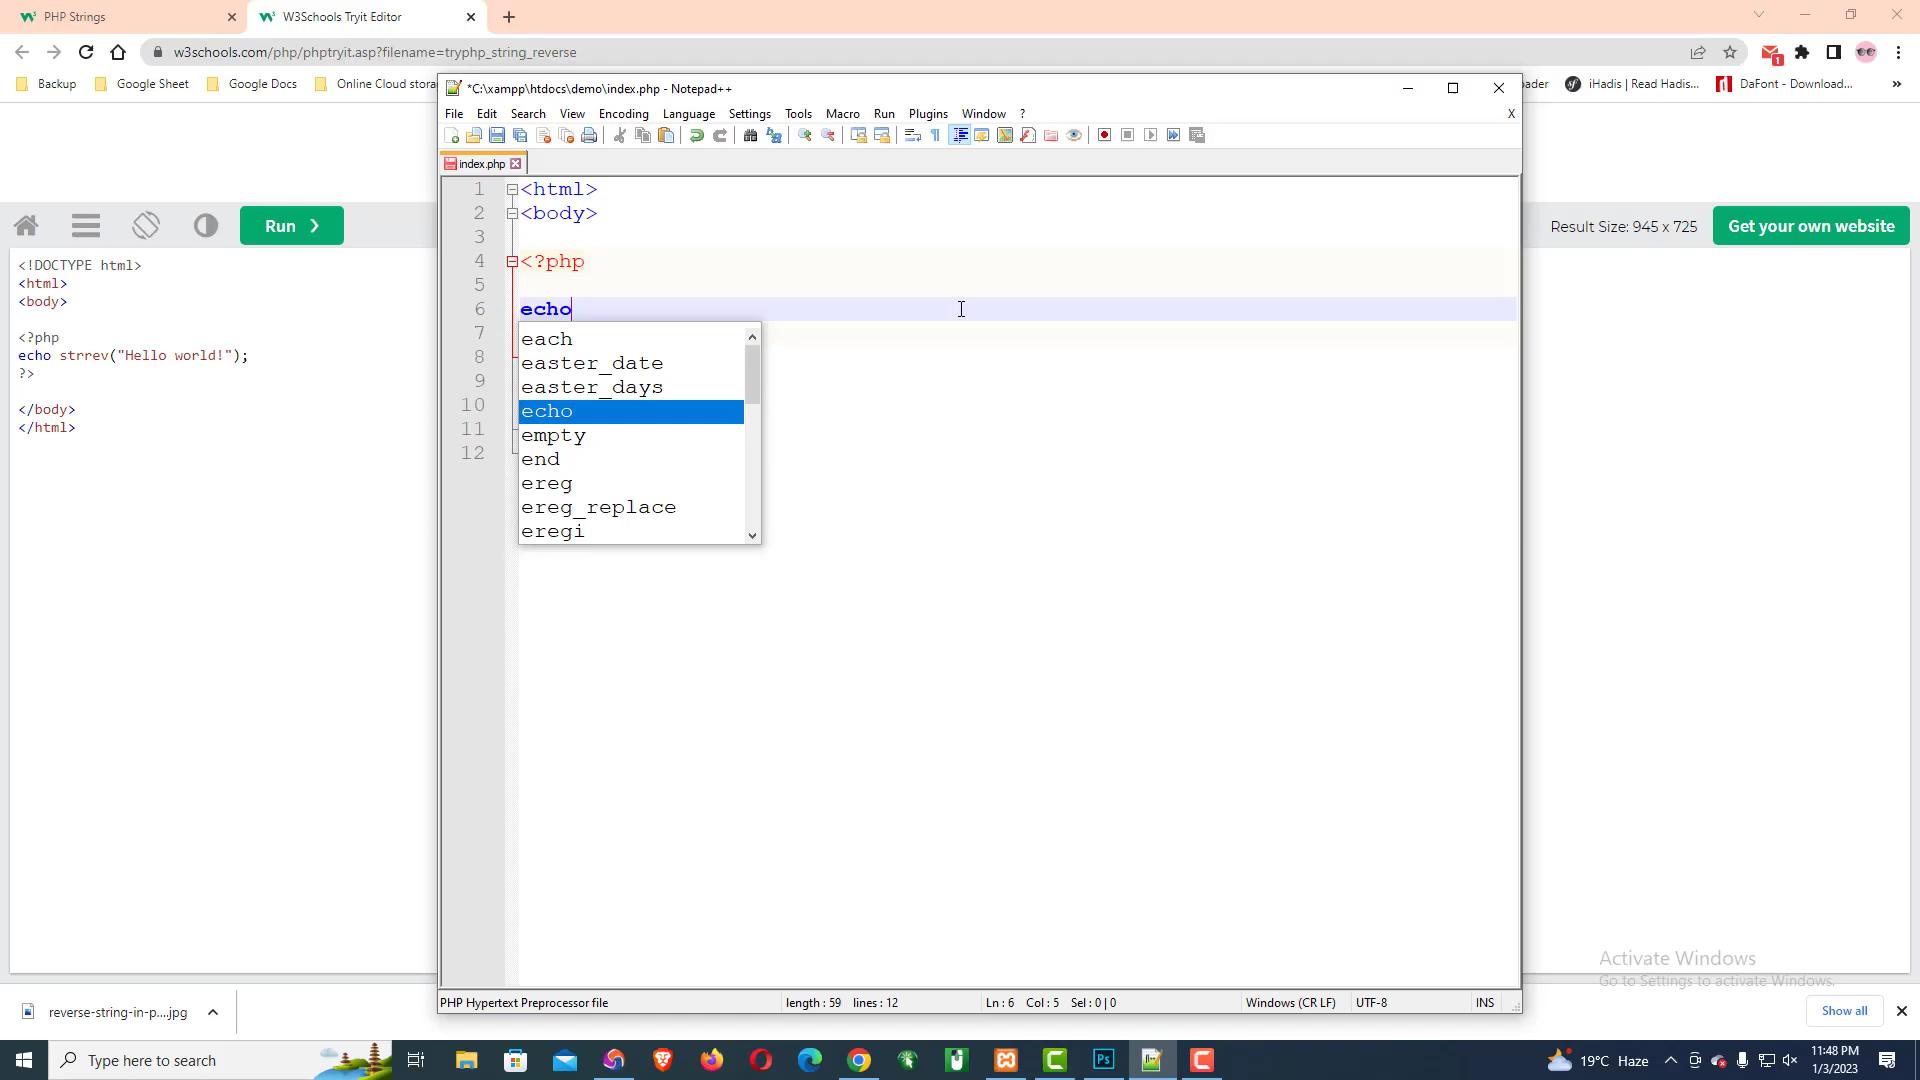 PHP Strings
W3Schools Tryit Editor
w3schools.com/php/phptryit.asp?filename=tryphp_string_reverse
1
Backup
Google Sheet
Google Docs
Online Cloud stora
ader
iHadis | Read Hadis...
DaFont - Download...
»
*C:\xampp\htdocs\demo\index.php - Notepad++
File Edit Search View Encoding Language Settings Tools Macro Run Plugins Window ? X
index.php
Run ❯
Result Size: 945 x 725
Get your own website
<!DOCTYPE html>
<html>
<body>
<?php
echo strrev("Hello world!");
?>
</body>
</html>
1 <html>
2 <body>
3
4 <?php
5
6 echo
7
8
9
10
11
12
each
easter_date
easter_days
echo
empty
end
ereg
ereg_replace
eregi
Activate Windows
Go to Settings to activate Windows.
PHP Hypertext Preprocessor file
length : 59 lines : 12
Ln : 6 Col : 5 Sel : 0 | 0
Windows (CR LF)
UTF-8
INS
reverse-string-in-p....jpg
Show all
Type here to search
Ps
19°C Haze
11:48 PM
1/3/2023